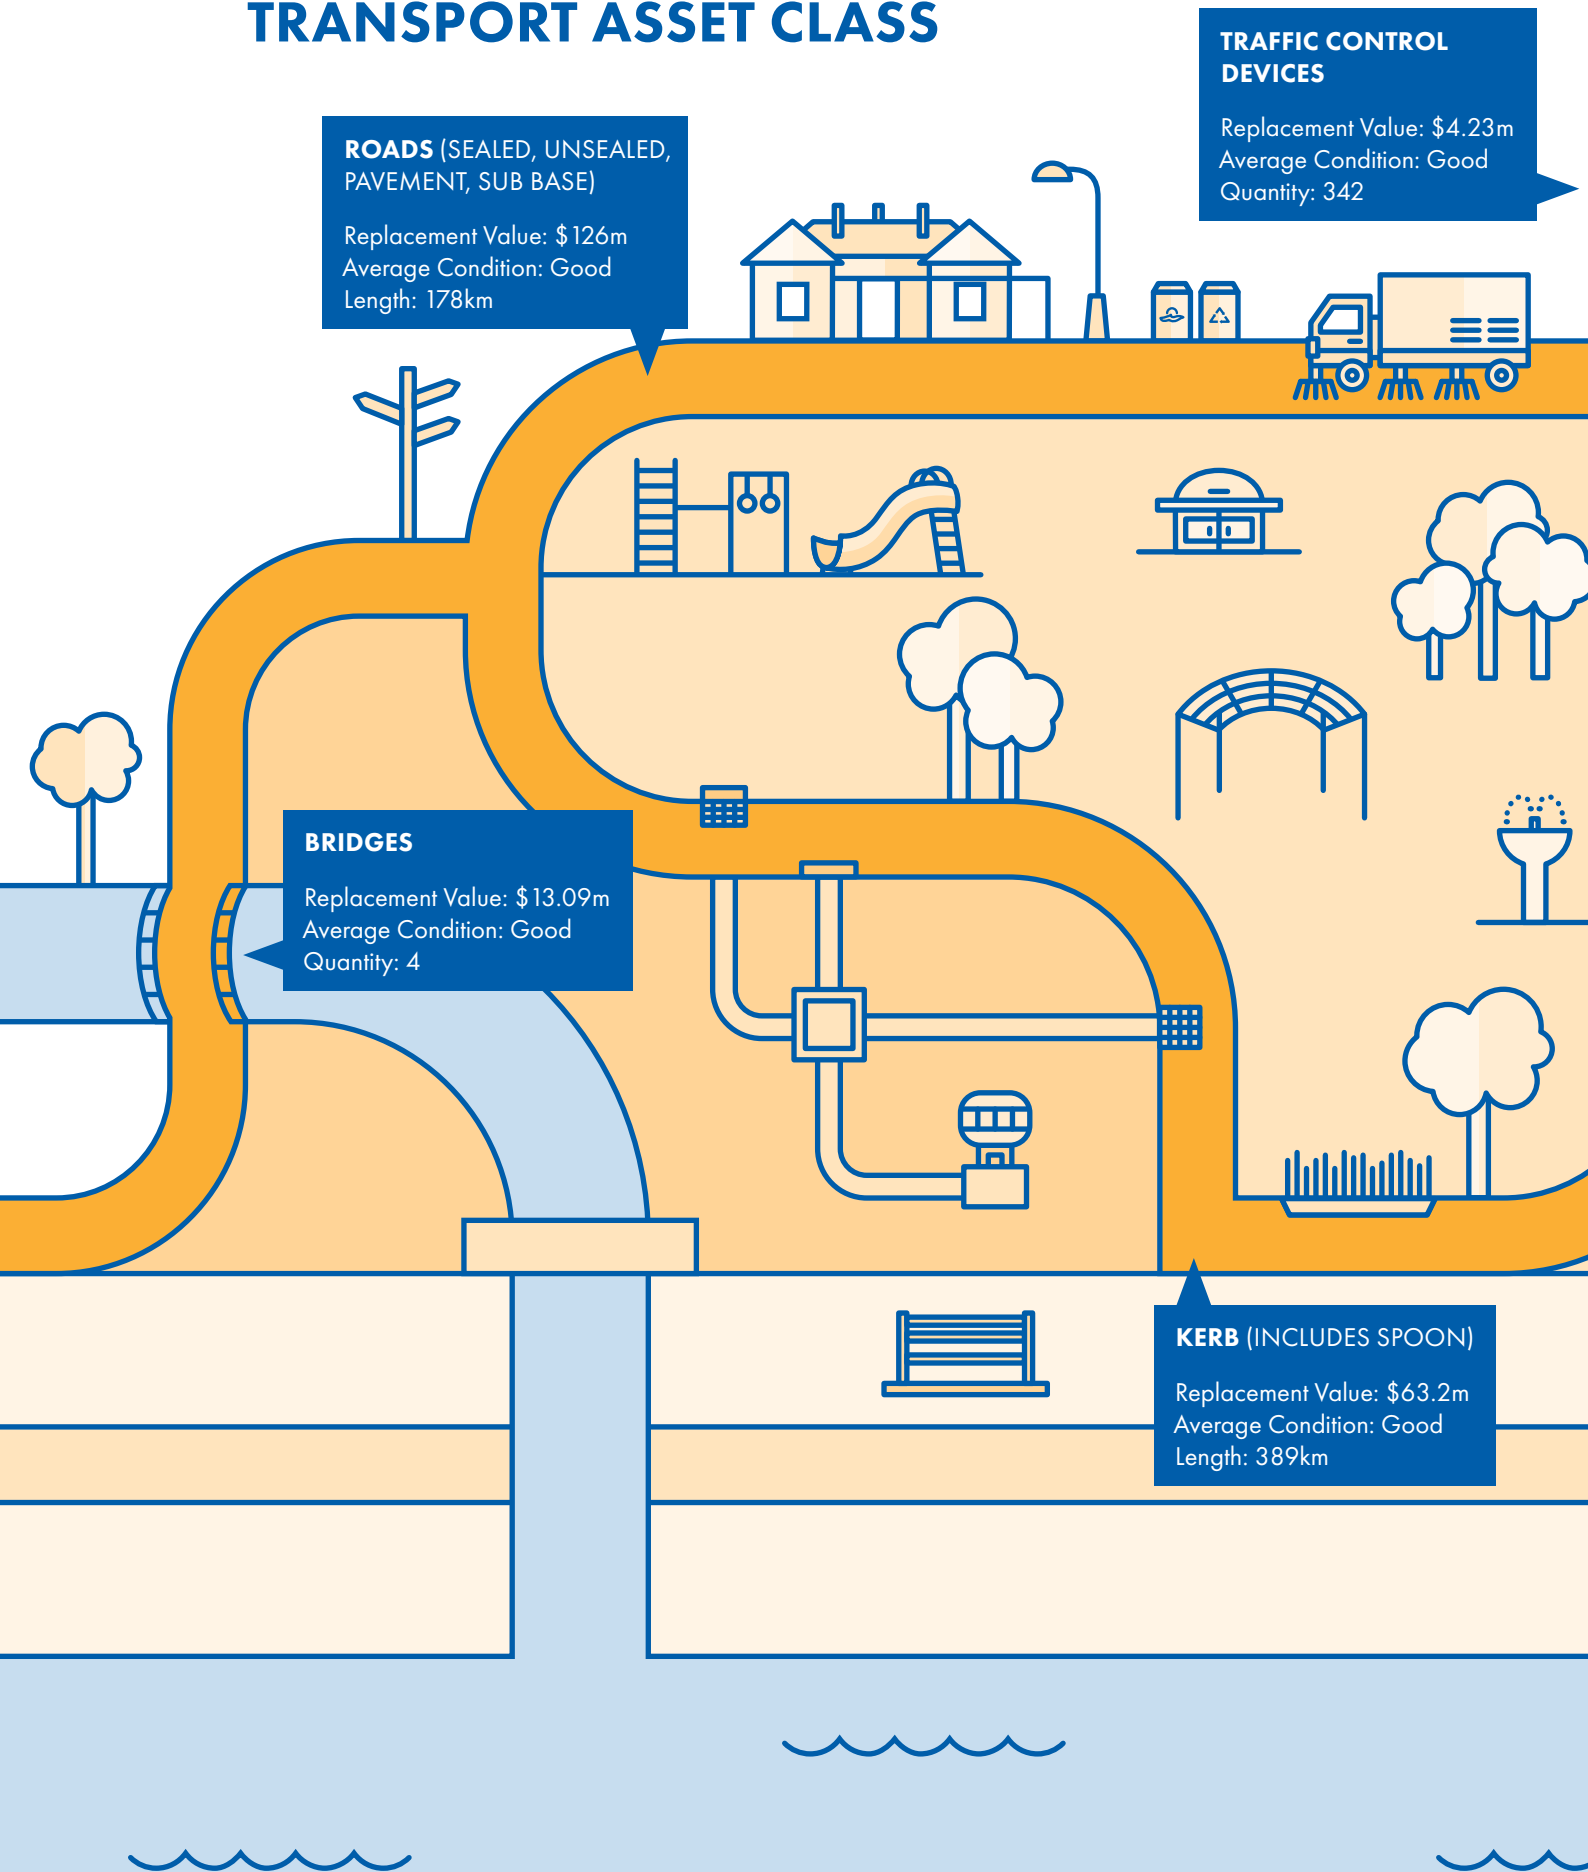 TRANSPORT ASSET CLASS
TRAFFIC CONTROL
DEVICES
Replacement Value: $4.23m
Average Condition: Good
Quantity: 342
ROADS (SEALED, UNSEALED,
PAVEMENT, SUB BASE)
Replacement Value: $126m
Average Condition: Good
Length: 178km
BRIDGES
Replacement Value: $13.09m
Average Condition: Good
Quantity: 4
KERB (INCLUDES SPOON)
Replacement Value: $63.2m
Average Condition: Good
Length: 389km